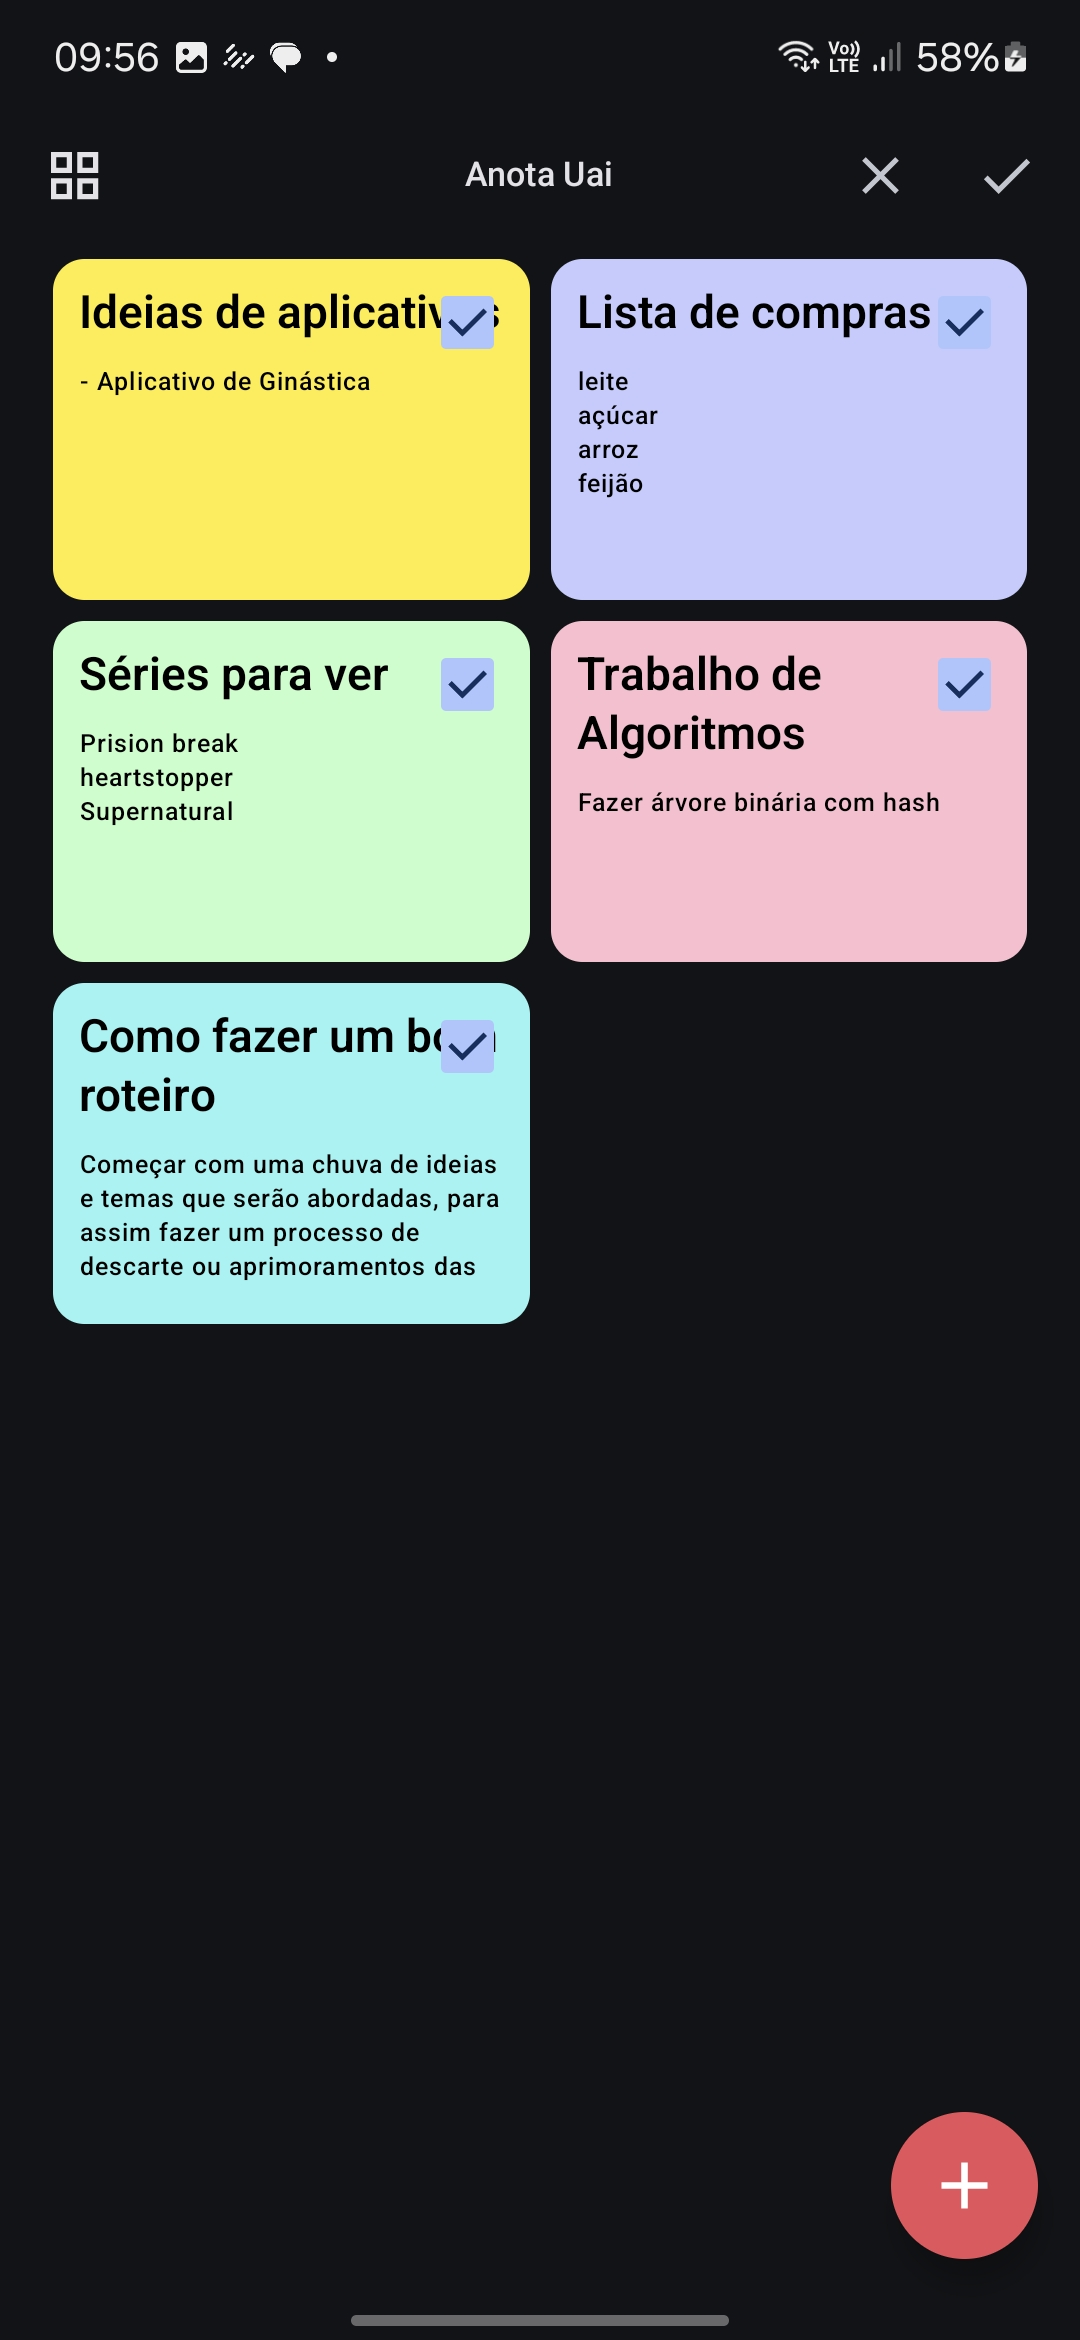 09:56
Vo)) LTE
58%
Anota Uai
Ideias de
- Aplicativo de Ginástica
Lista de compras
leite
açúcar
arroz
feijão
Séries para ver
Prision break
heartstopper
Supernatural
Trabalho de
Algoritmos
Fazer árvore binária com hash
Como fazer um
roteiro
Começar com uma chuva de ideias
e temas que serão abordadas, para
assim fazer um processo de
descarte ou aprimoramentos das